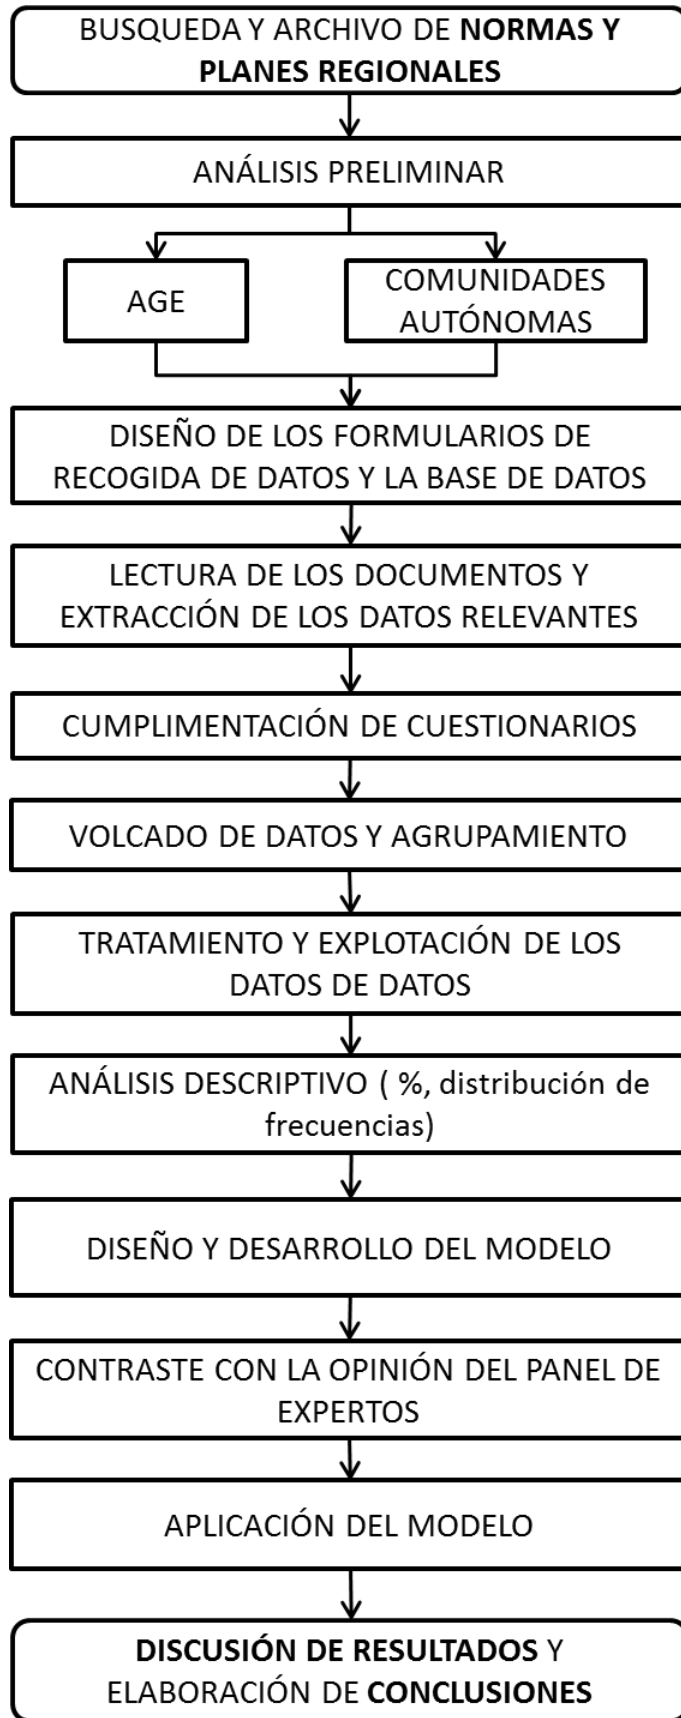 BUSQUEDA Y ARCHIVO DE NORMAS Y
PLANES REGIONALES
ANÁLISIS PRELIMINAR
AGE
COMUNIDADES
AUTÓNOMAS
DISEÑO DE LOS FORMULARIOS DE
RECOGIDA DE DATOS Y LA BASE DE DATOS
LECTURA DE LOS DOCUMENTOS Y
EXTRACCIÓN DE LOS DATOS RELEVANTES
CUMPLIMENTACIÓN DE CUESTIONARIOS
VOLCADO DE DATOS Y AGRUPAMIENTO
TRATAMIENTO Y EXPLOTACIÓN DE LOS
DATOS DE DATOS
ANÁLISIS DESCRIPTIVO ( %, distribución de
frecuencias)
DISEÑO Y DESARROLLO DEL MODELO
CONTRASTE CON LA OPINIÓN DEL PANEL DE
EXPERTOS
APLICACIÓN DEL MODELO
DISCUSIÓN DE RESULTADOS Y
ELABORACIÓN DE CONCLUSIONES